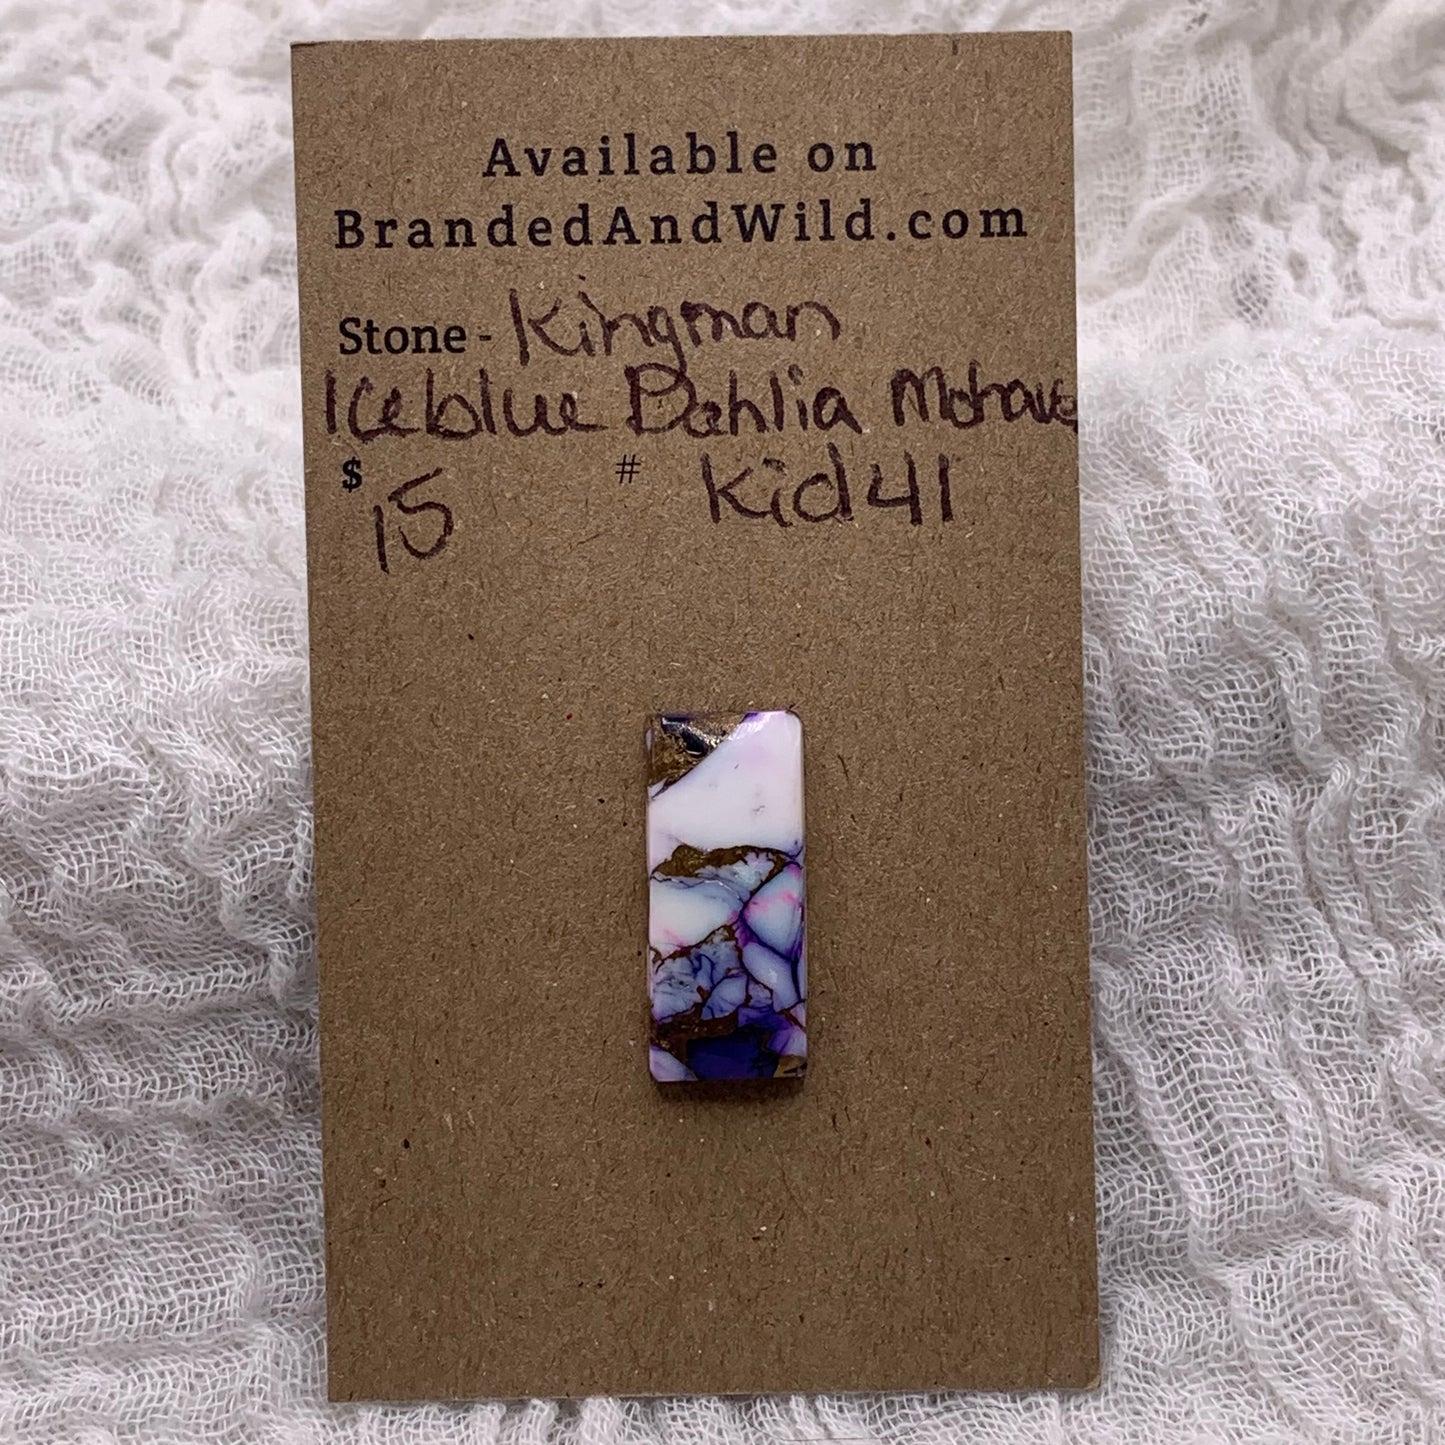 Available on
BrandedAndWild.com
Stone - Kingman
Iceblue Dahlia Mohave
$ 15 # Kid41